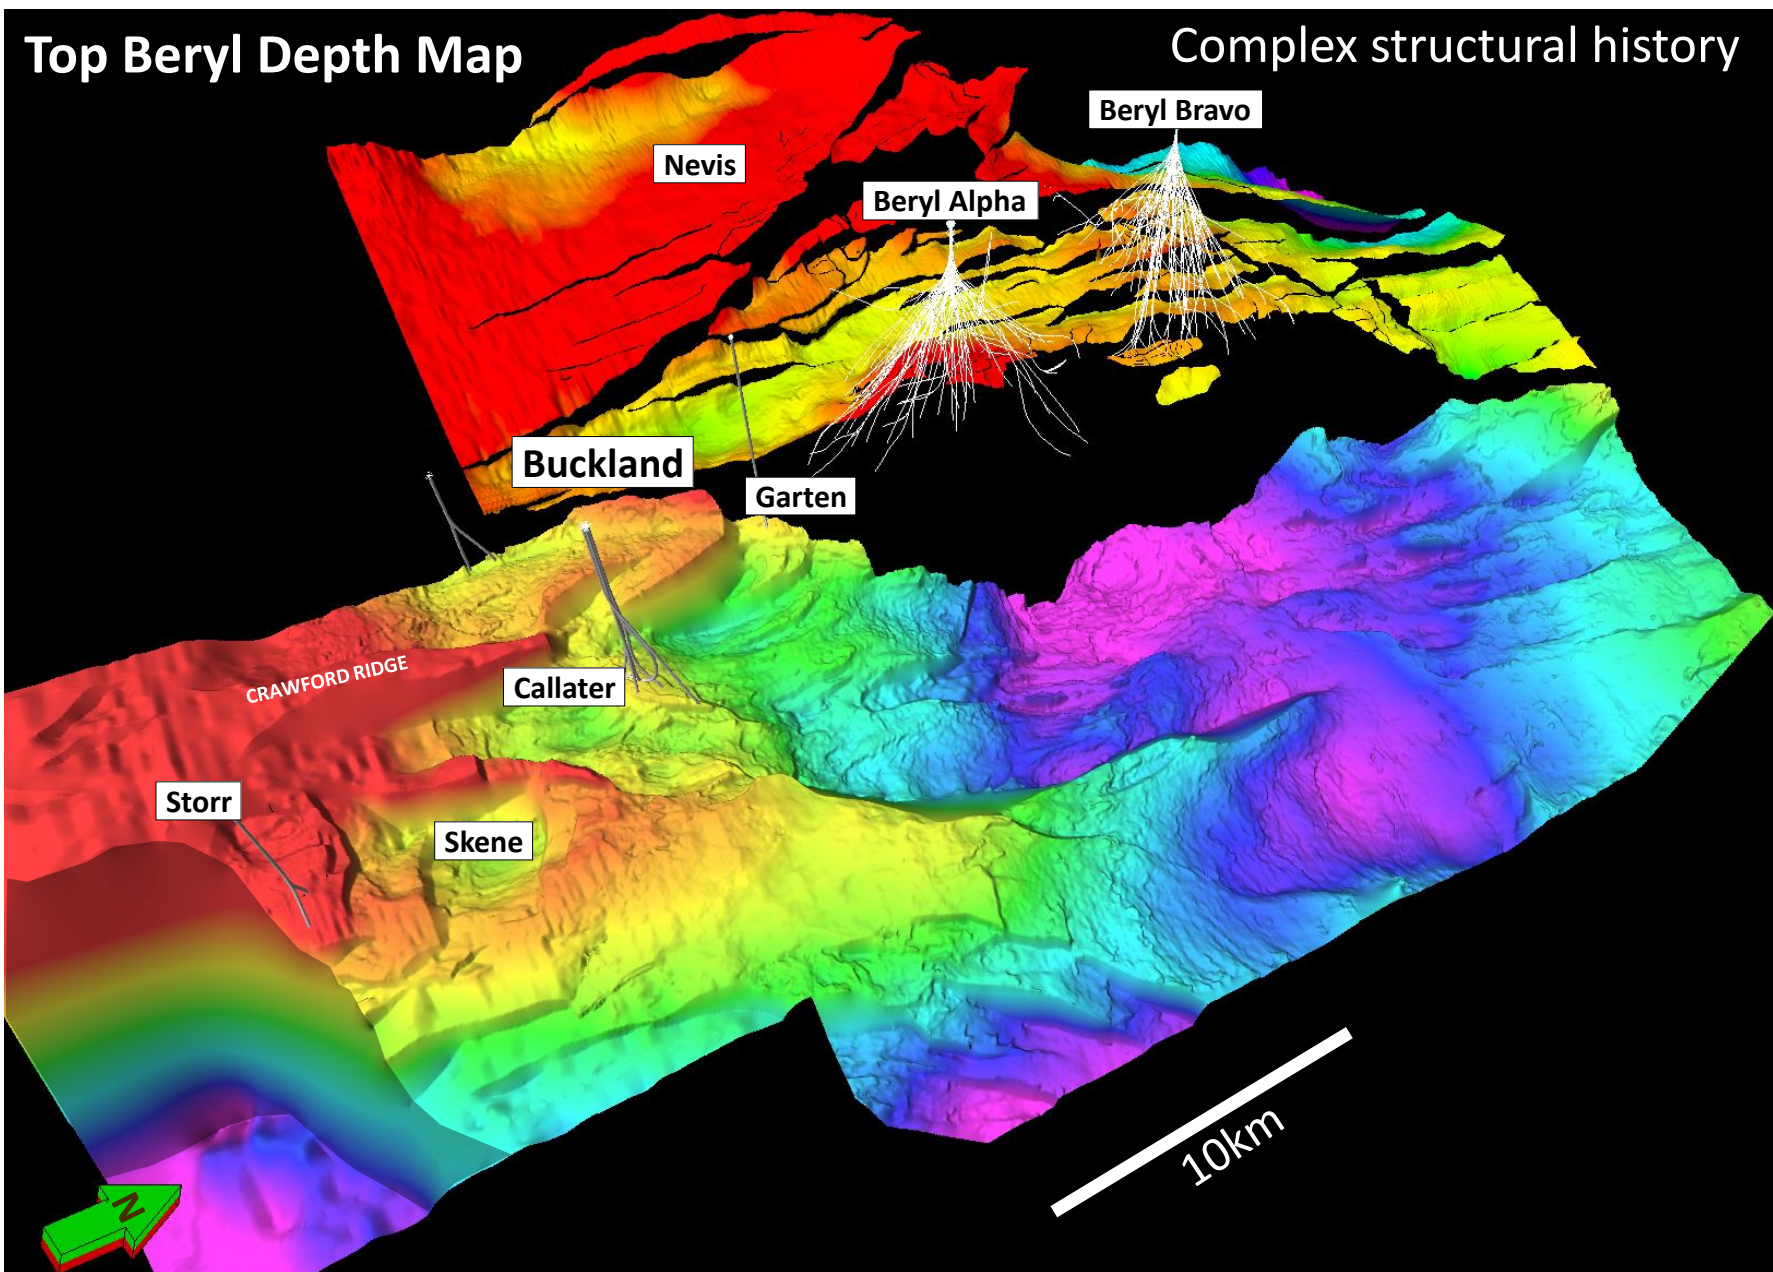 Top Beryl Depth Map
Complex structural history
Beryl Bravo
Nevis
Beryl Alpha
Buckland
Garten
CRAWFORD RIDGE
Callater
Storr
Skene
10km
N